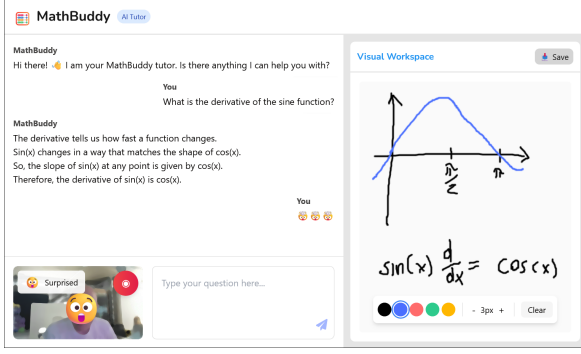 MathBuddy AI Tutor
MathBuddy
Hi there! 👋 I am your MathBuddy tutor. Is there anything I can help you with?
You
What is the derivative of the sine function?
MathBuddy
The derivative tells us how fast a function changes.
Sin(x) changes in a way that matches the shape of cos(x).
So, the slope of sin(x) at any point is given by cos(x).
Therefore, the derivative of sin(x) is cos(x).
You
🤯🤯🤯
😲 Surprised
Type your question here...
Visual Workspace
Save
π/2
π
sin(x) d/dx = cos(x)
- 3px +
Clear